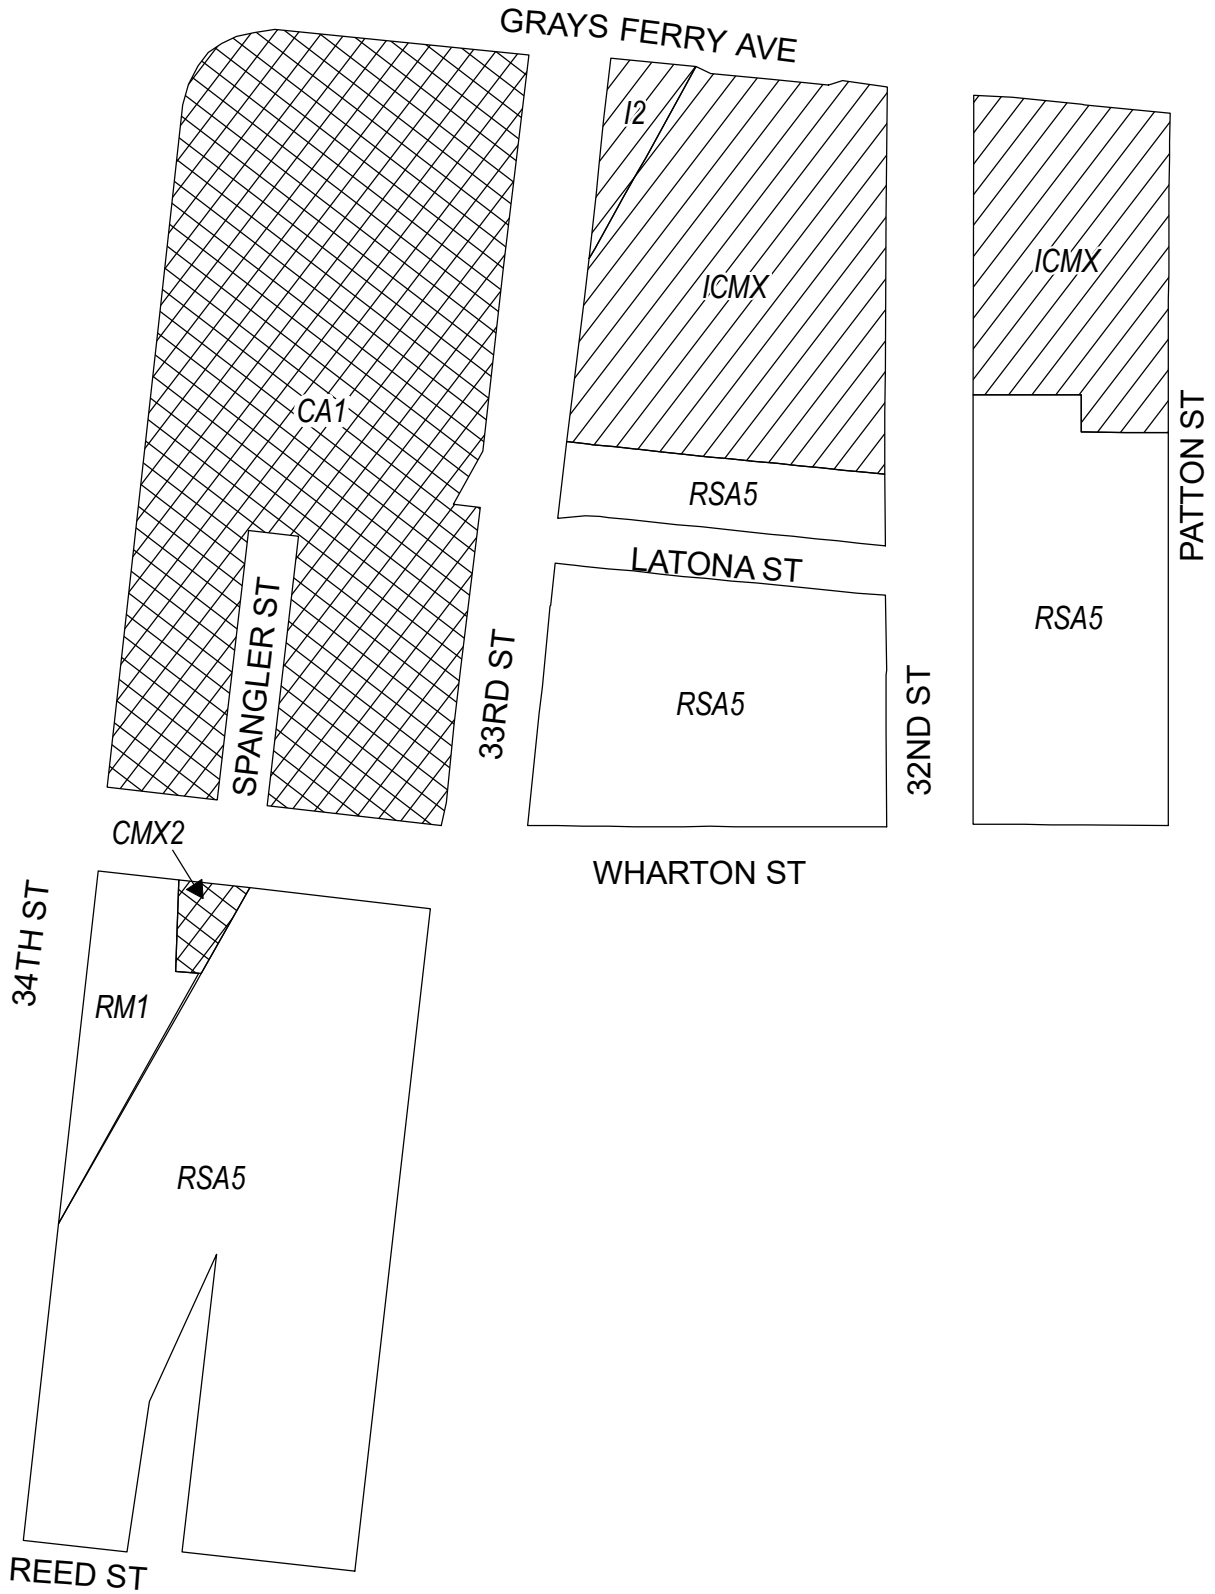 GRAYS FERRY AVE
I2
ICMX
ICMX
CA1
PATTON ST
RSA5
LATONA ST
SPANGLER ST
RSA5
33RD ST
RSA5
32ND ST
CMX2
WHARTON ST
34TH ST
RM1
RSA5
REED ST